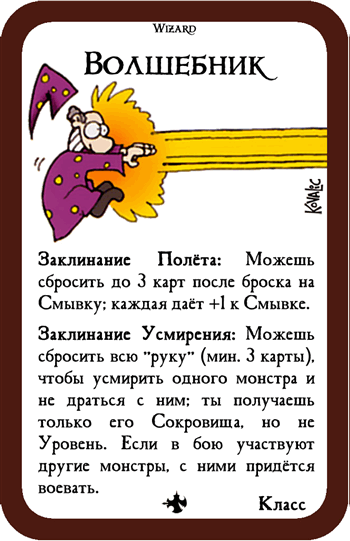 Wizard
Волшебник
Kovalic
Заклинание Полёта: Можешь
сбросить до 3 карт после броска на
Смывку; каждая даёт +1 к Смывке.
Заклинание Усмирения: Можешь
сбросить всю "руку" (мин. 3 карты),
чтобы усмирить одного монстра и
не драться с ним; ты получаешь
только его Сокровища, но не
Уровень. Если в бою участвуют
другие монстры, с ними придётся
воевать.
Класс